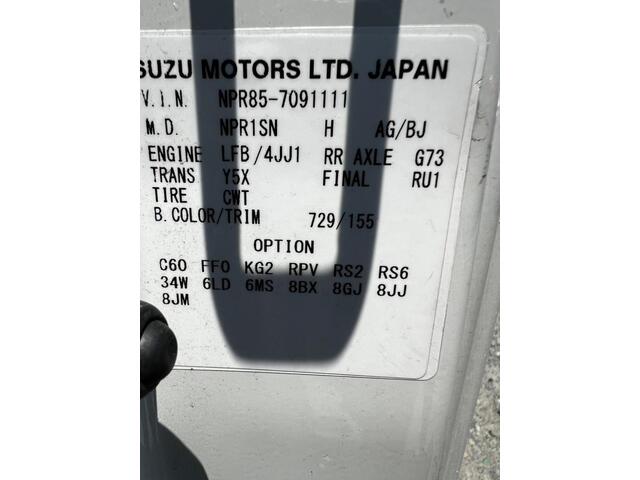 SUZU MOTORS LTD. JAPAN
V.I.N. NPR85-7091111
M.D. NPR1SN H AG/BJ
ENGINE LFB/4JJ1 RR AXLE G73
TRANS Y5X FINAL RU1
TIRE CWT
B.COLOR/TRIM 729/155
OPTION
C60 FF0 KG2 RPV RS2 RS6
34W 6LD 6MS 8BX 8GJ 8JJ
8JM